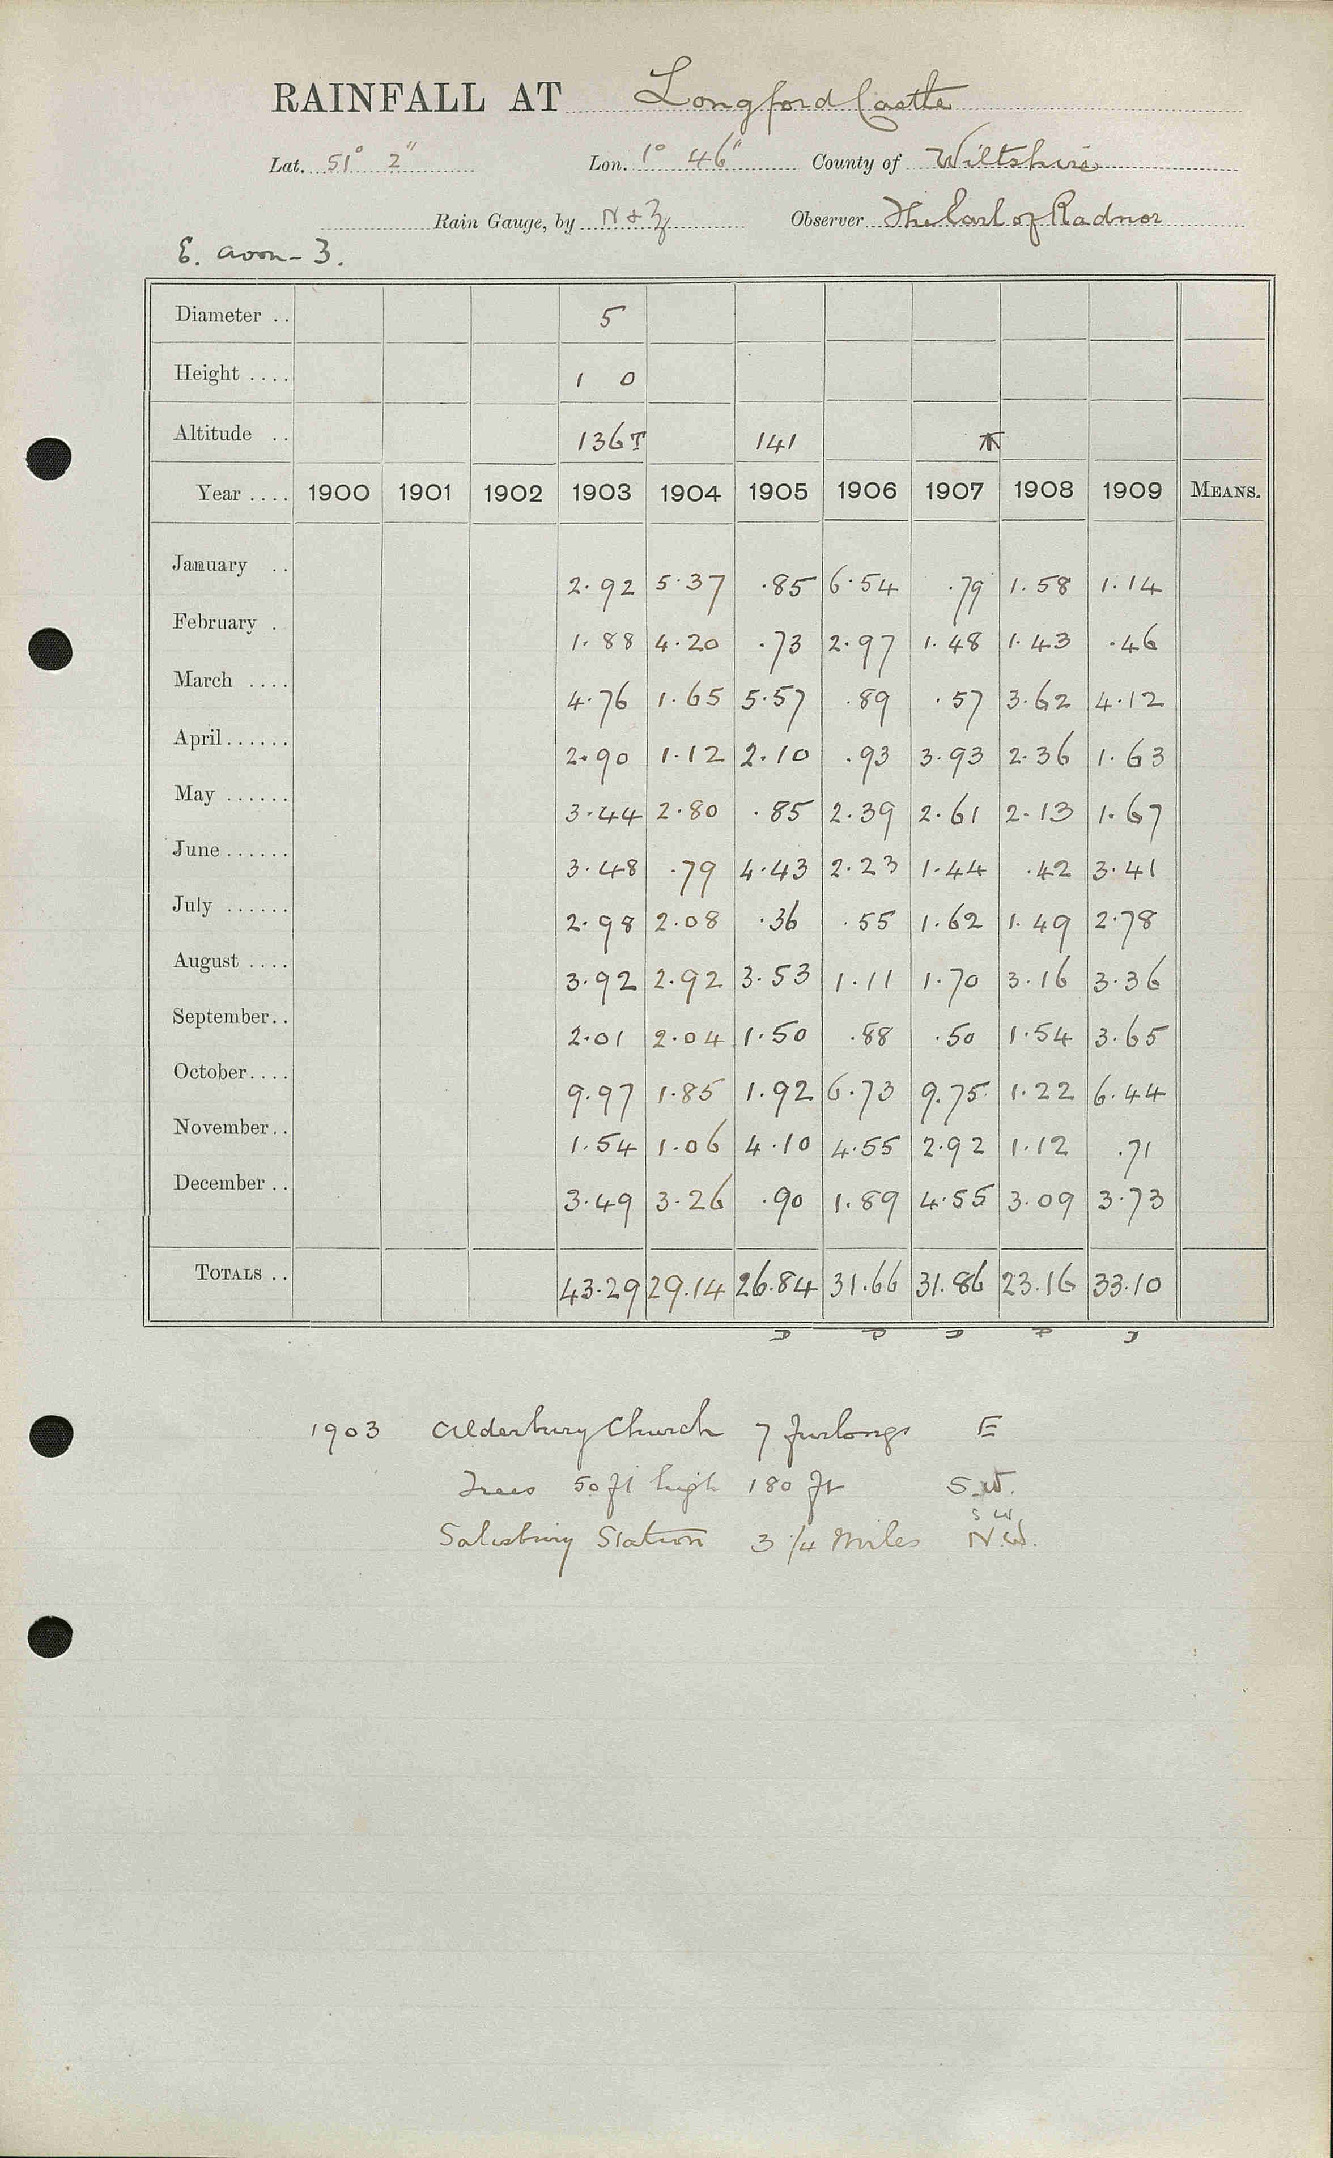 RAINFALL AT Longford Castle
Lat. 51° 2" Lon. 1° 46" County of Wiltshire
Rain Gauge, by N & Z Observer The Earl of Radnor
E. Avon - 3.
Diameter .. 5
Height .... 1 0
Altitude .. 136T 141 T
Year .... 1900 1901 1902 1903 1904 1905 1906 1907 1908 1909 MEANS.
January .. 2.92 5.37 .85 6.54 .79 1.58 1.14
February . 1.88 4.20 .73 2.97 1.48 1.43 .46
March .... 4.76 1.65 5.57 .89 .57 3.62 4.12
April...... 2.90 1.12 2.10 .93 3.93 2.36 1.63
May ...... 3.44 2.80 .85 2.39 2.61 2.13 1.67
June...... 3.48 .79 4.43 2.23 1.44 .42 3.41
July ...... 2.98 2.08 .36 .55 1.62 1.49 2.78
August .... 3.92 2.92 3.53 1.11 1.70 3.16 3.36
September.. 2.01 2.04 1.50 .88 .50 1.54 3.65
October.... 9.97 1.85 1.92 6.73 9.75 1.22 6.44
November.. 1.54 1.06 4.10 4.55 2.92 1.12 .71
December .. 3.49 3.26 .90 1.89 4.55 3.09 3.73
TOTALS .. 43.29 29.14 26.84 31.66 31.86 23.16 33.10
1903 Alderbury Church 7 furlongs E
Trees 50 ft high 180 ft S.W.
S W
Salisbury Station 3 1/4 Miles N.W.